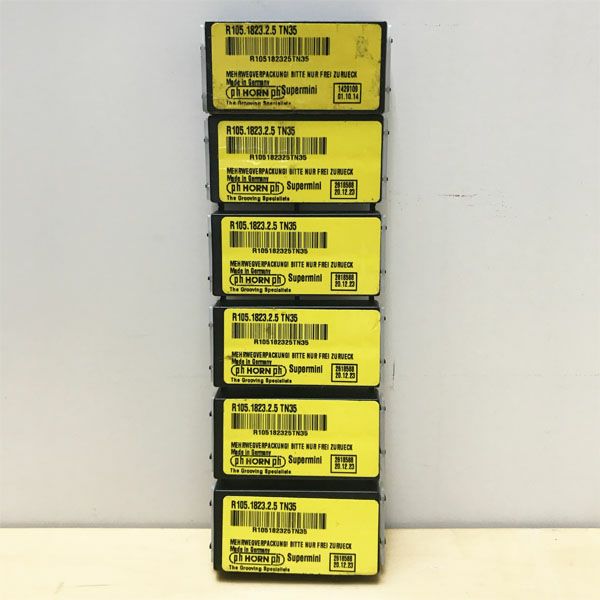 R105.1823.2.5 TN35
R105182325TN35
MEHRWEGVERPACKUNG! BITTE NUR FREI ZURUECK
Made in Germany
ph HORN ph Supermini 1429109
The Grooving Specialists 01.10.14
R105.1823.2.5 TN35
R105182325TN35
MEHRWEGVERPACKUNG! BITTE NUR FREI ZURUECK
Made in Germany
ph HORN ph Supermini 2618568
The Grooving Specialists 20.12.23
R105.1823.2.5 TN35
R105182325TN35
MEHRWEGVERPACKUNG! BITTE NUR FREI ZURUECK
Made in Germany
ph HORN ph Supermini 2618568
The Grooving Specialists 20.12.23
R105.1823.2.5 TN35
R105182325TN35
MEHRWEGVERPACKUNG! BITTE NUR FREI ZURUECK
Made in Germany
ph HORN ph Supermini 2618568
The Grooving Specialists 20.12.23
R105.1823.2.5 TN35
R105182325TN35
MEHRWEGVERPACKUNG! BITTE NUR FREI ZURUECK
Made in Germany
ph HORN ph Supermini 2618568
The Grooving Specialists 20.12.23
R105.1823.2.5 TN35
R105182325TN35
MEHRWEGVERPACKUNG! BITTE NUR FREI ZURUECK
Made in Germany
ph HORN ph Supermini 2618568
The Grooving Specialists 20.12.23